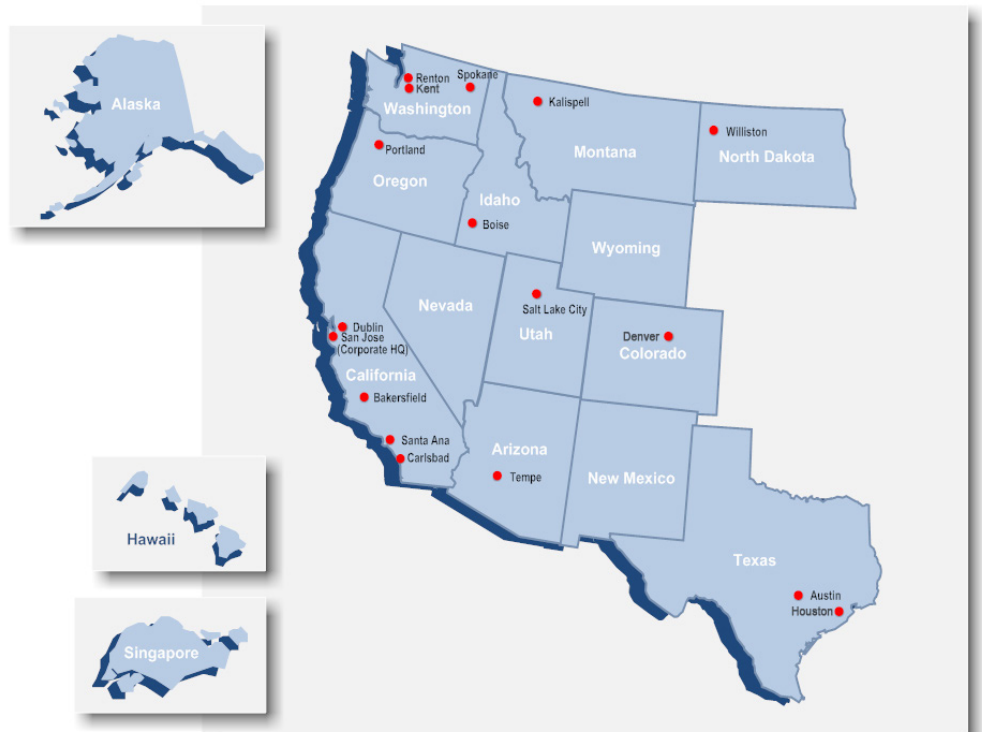 Alaska
Renton
Kent
Spokane
Washington
Kalispell
Montana
Williston
North Dakota
Portland
Oregon
Idaho
Boise
Wyoming
Nevada
Salt Lake City
Utah
Denver
Colorado
Dublin
San Jose
(Corporate HQ)
California
Bakersfield
Santa Ana
Carlsbad
Arizona
Tempe
New Mexico
Texas
Austin
Houston
Hawaii
Singapore